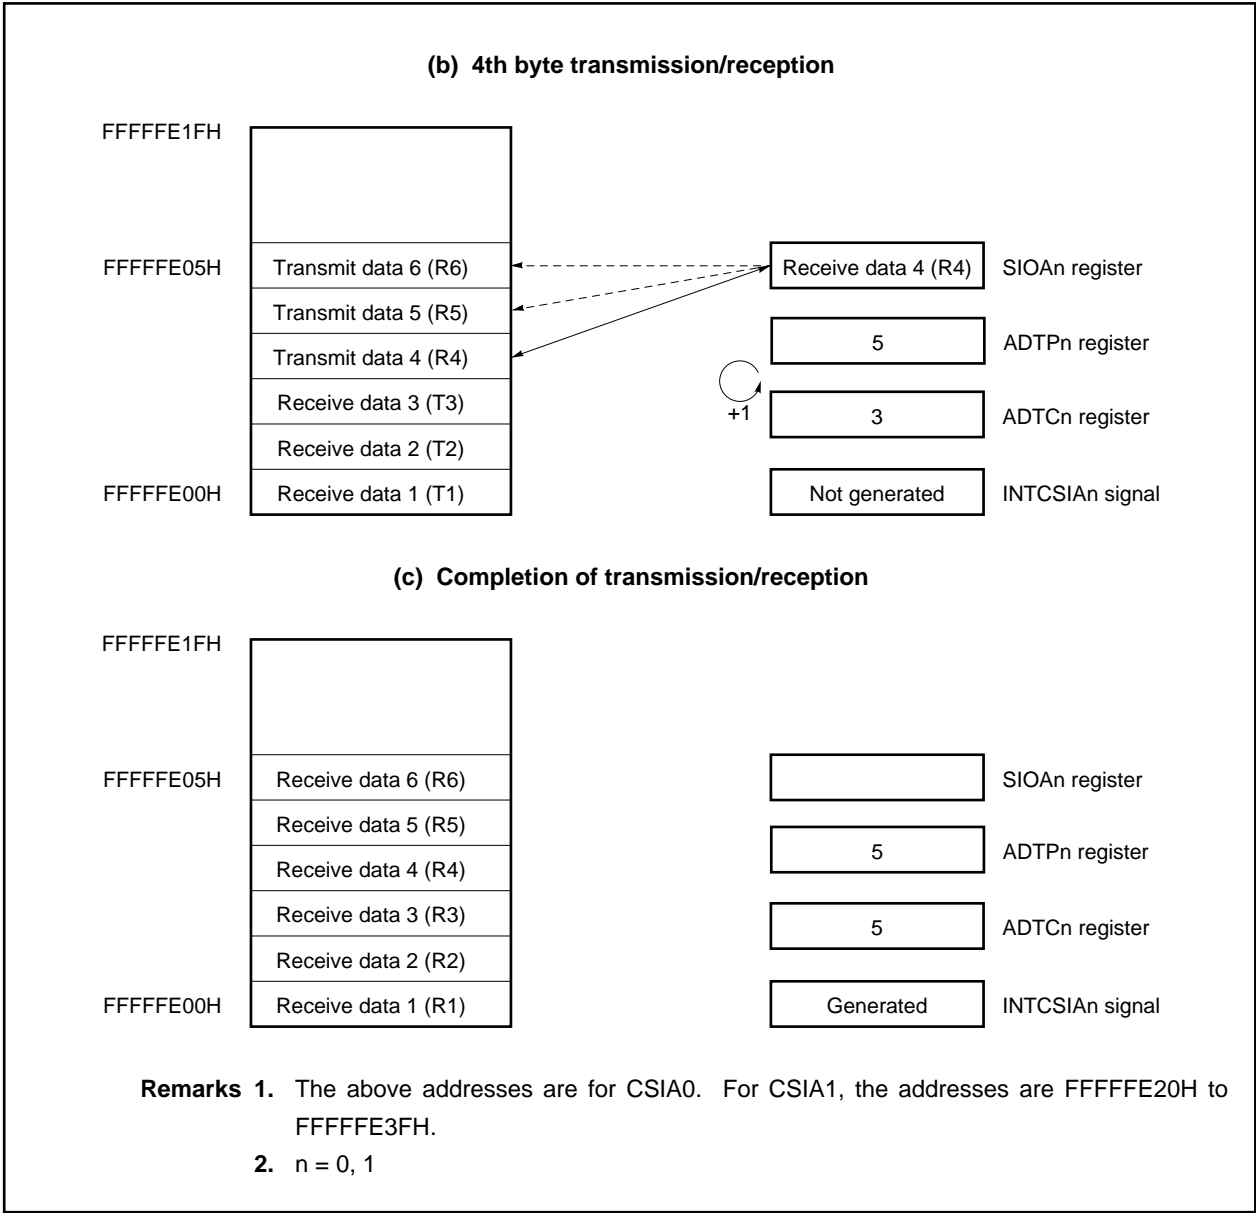 (b) 4th byte transmission/reception
FFFFFE1FH
FFFFFE05H Transmit data 6 (R6) Receive data 4 (R4) SIOAn register
Transmit data 5 (R5)
Transmit data 4 (R4) 5 ADTPn register
Receive data 3 (T3) +1 3 ADTCn register
Receive data 2 (T2)
FFFFFE00H Receive data 1 (T1) Not generated INTCSIAn signal
(c) Completion of transmission/reception
FFFFFE1FH
FFFFFE05H Receive data 6 (R6) SIOAn register
Receive data 5 (R5)
Receive data 4 (R4) 5 ADTPn register
Receive data 3 (R3) 5 ADTCn register
Receive data 2 (R2)
FFFFFE00H Receive data 1 (R1) Generated INTCSIAn signal
Remarks 1. The above addresses are for CSIA0. For CSIA1, the addresses are FFFFFE20H to
FFFFFE3FH.
2. n = 0, 1